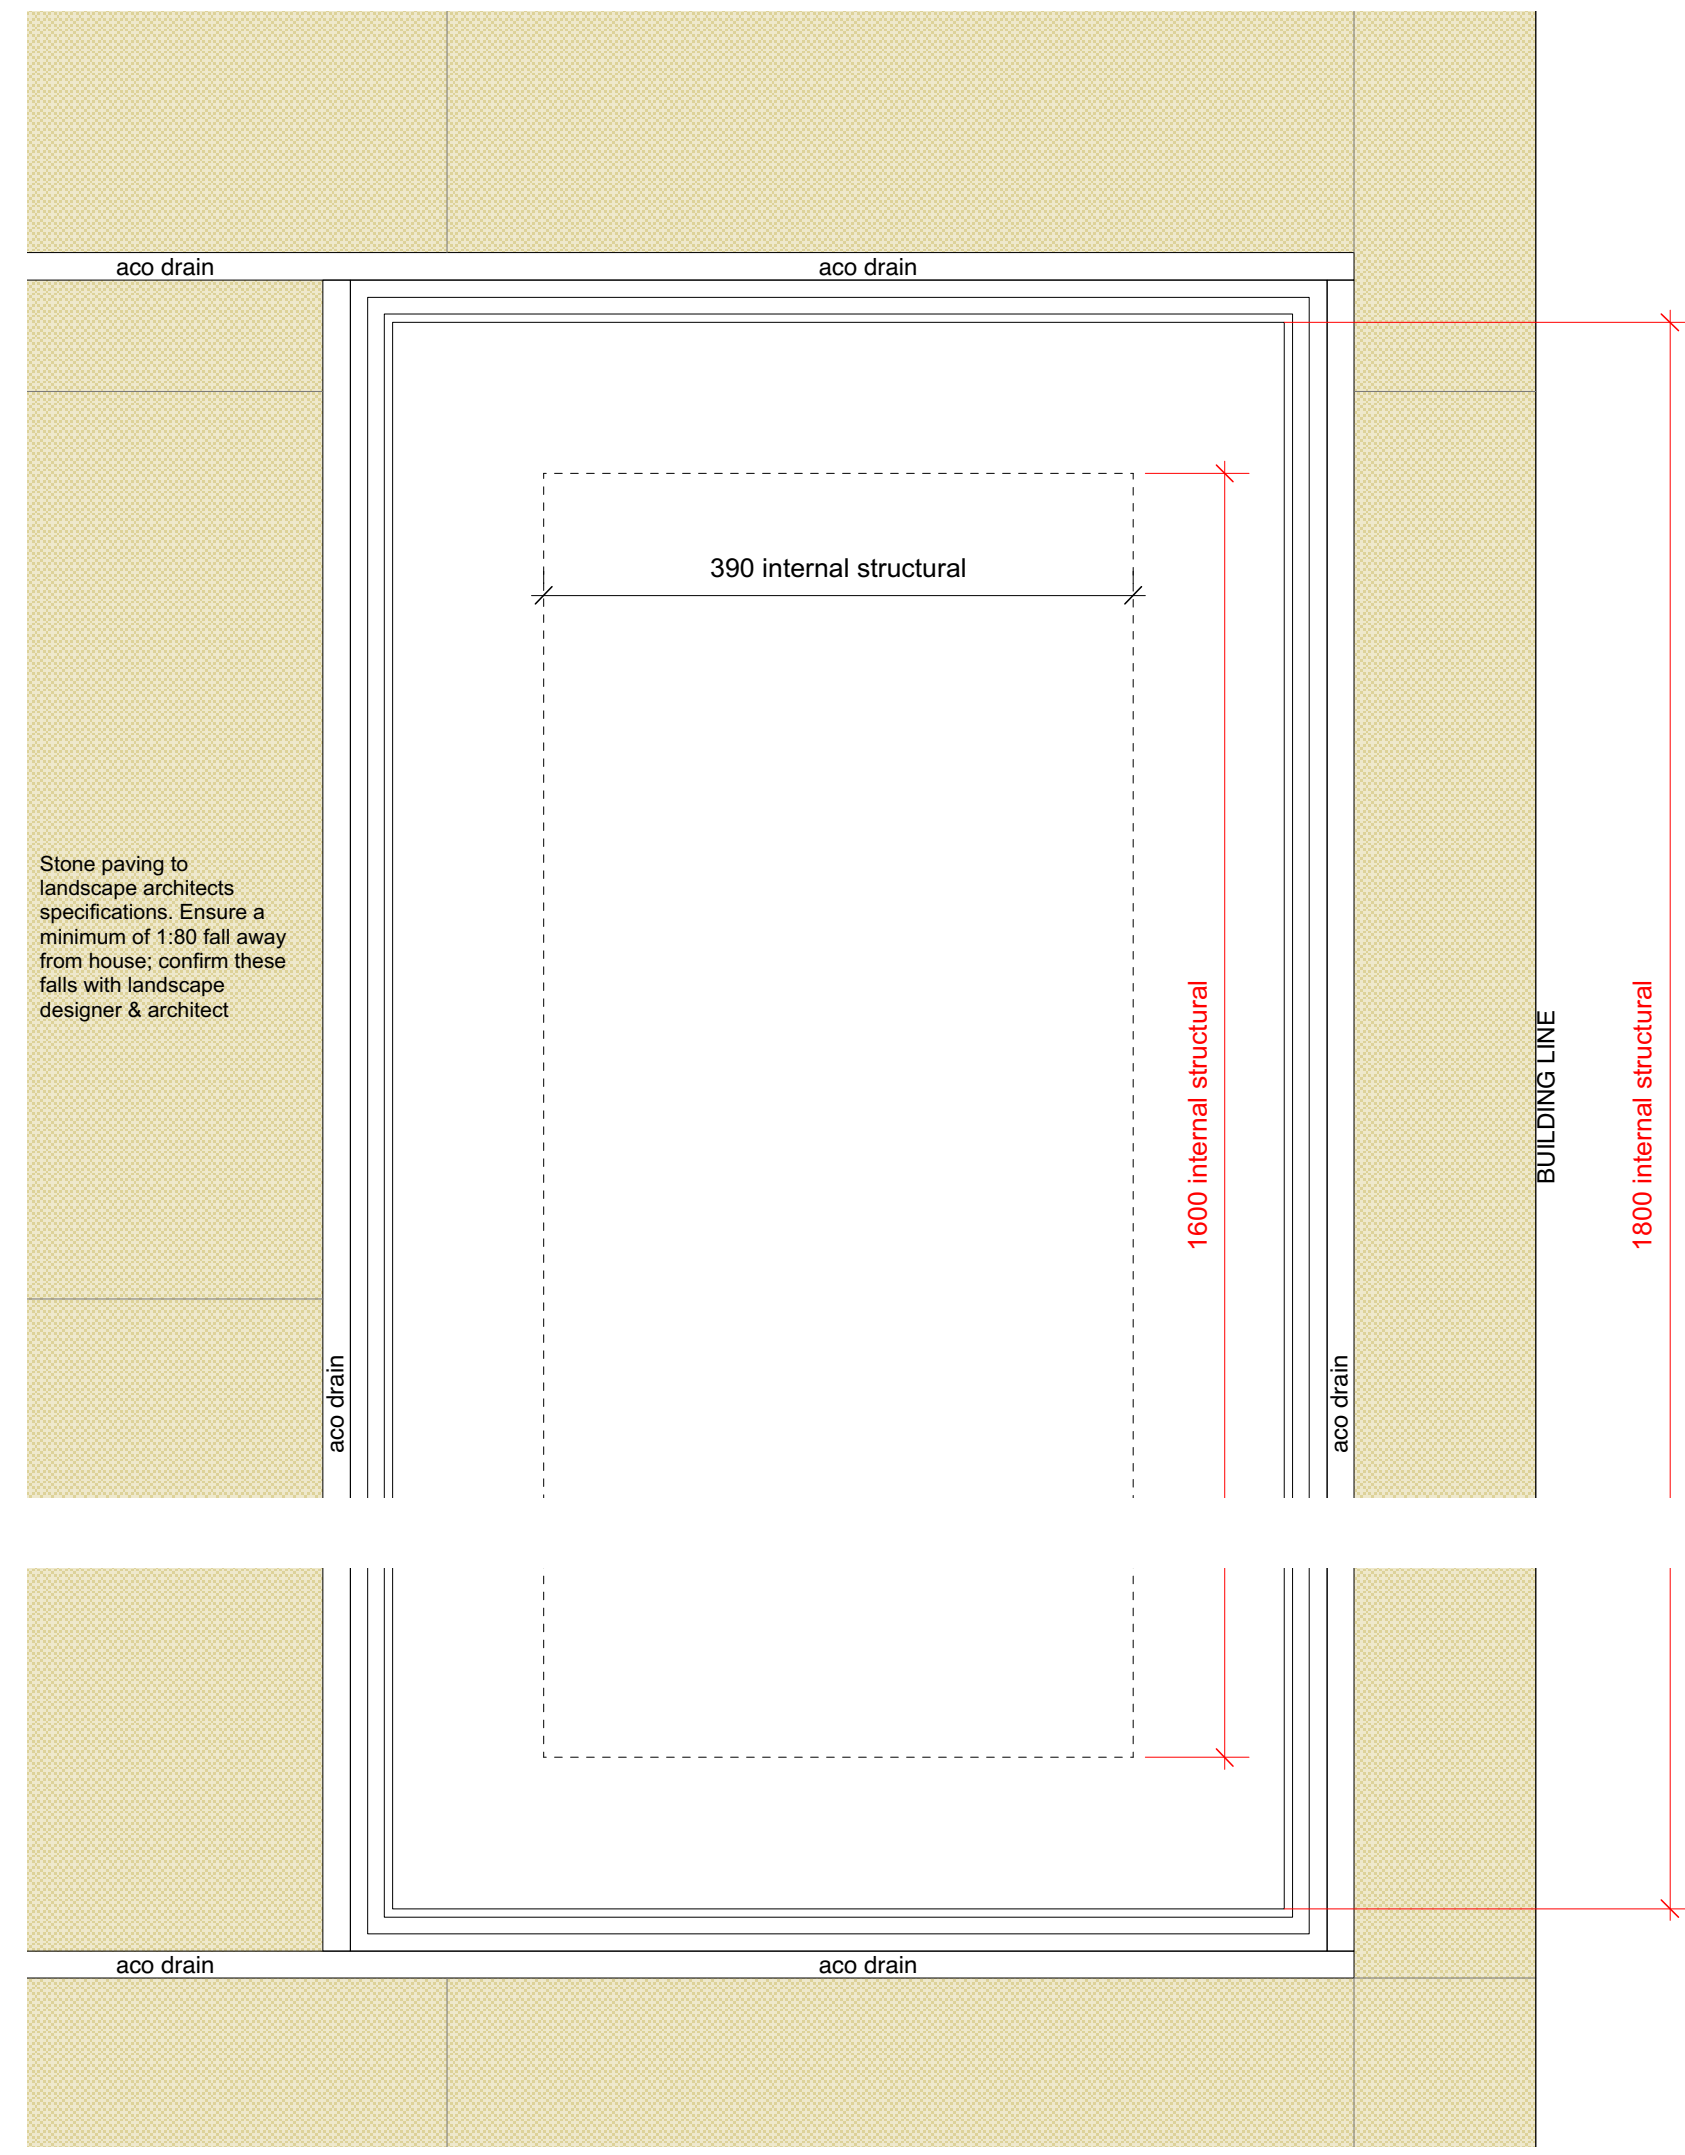 aco drain
aco drain
390 internal structural
Stone paving to
landscape architects
specifications. Ensure a
minimum of 1:80 fall away
from house; confirm these
falls with landscape
designer & architect
1600 internal structural
BUILDING LINE
1800 internal structural
aco drain
aco drain
aco drain
aco drain